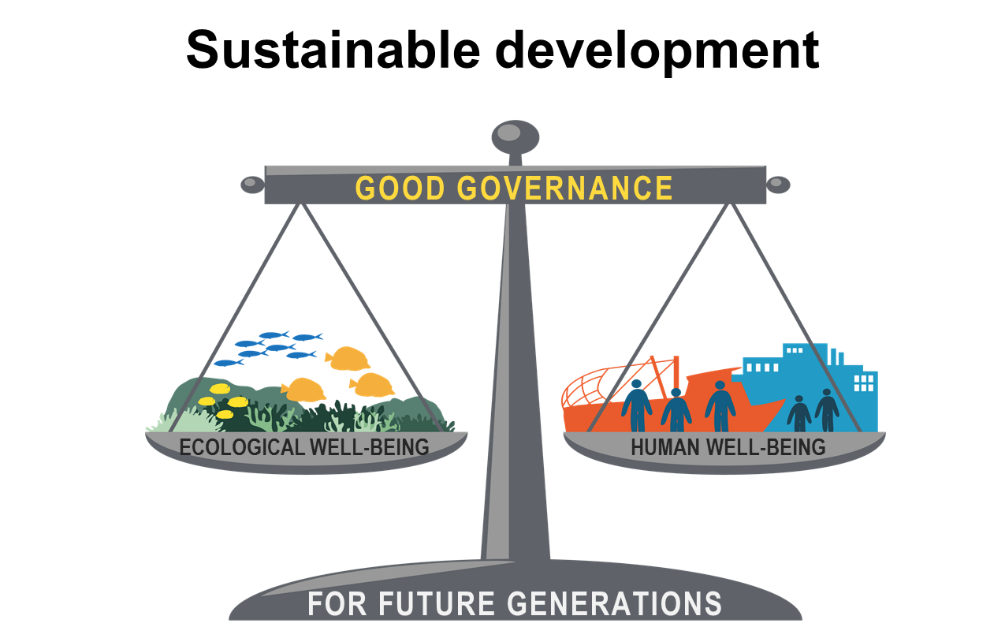 Sustainable development
GOOD GOVERNANCE
ECOLOGICAL WELL-BEING
HUMAN WELL-BEING
FOR FUTURE GENERATIONS